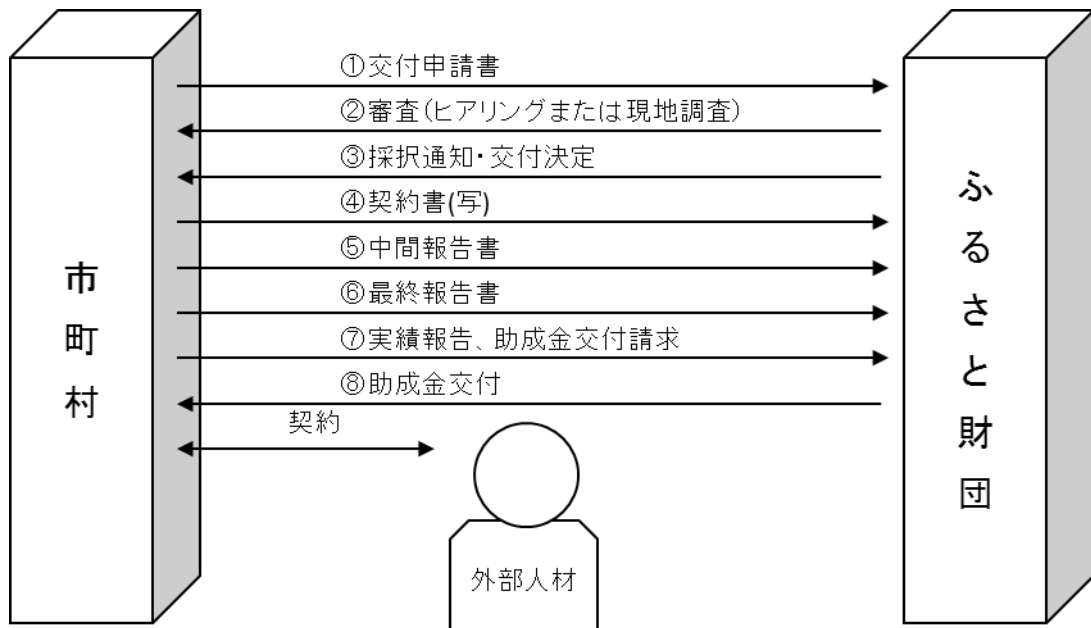 ①交付申請書
②審査(ヒアリングまたは現地調査)
③採択通知・交付決定
④契約書(写)
⑤中間報告書
⑥最終報告書
⑦実績報告、助成金交付請求
⑧助成金交付
契約
市町村
ふるさと財団
外部人材